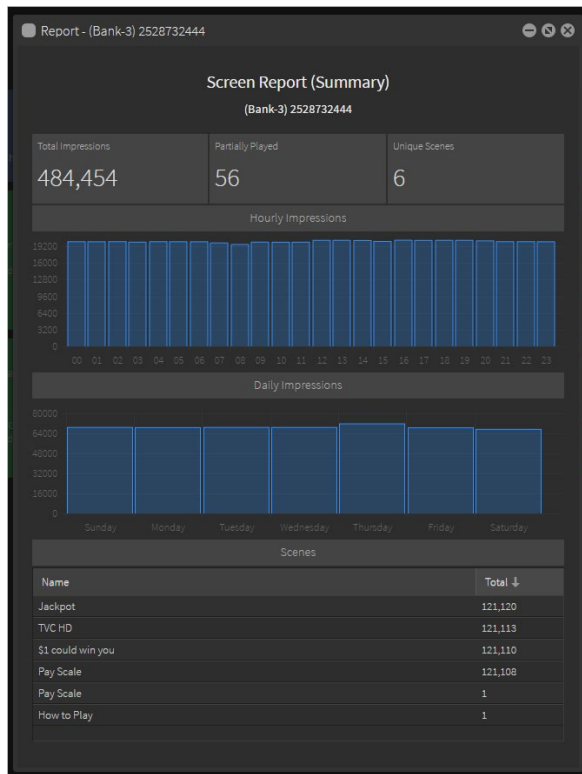 Report - (Bank-3) 2528732444
Screen Report (Summary)
(Bank-3) 2528732444
Total Impressions Partially Played Unique Scenes
484,454 56 6
Hourly Impressions
19200
16000
12800
9600
6400
3200
0
00 01 02 03 04 05 06 07 08 09 10 11 12 13 14 15 16 17 18 19 20 21 22 23
Daily Impressions
80000
64000
48000
32000
16000
0
Sunday Monday Tuesday Wednesday Thursday Friday Saturday
Scenes
Name Total
Jackpot 121,120
TVC HD 121,113
$1 could win you 121,110
Pay Scale 121,108
Pay Scale 1
How to Play 1